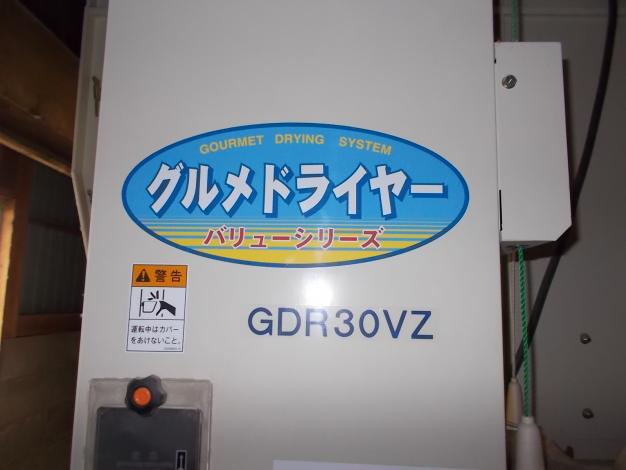 GOURMET DRYING SYSTEM
グルメドライヤー
バリューシリーズ
警告
運転中はカバー
をあけないこと。
GDR30VZ